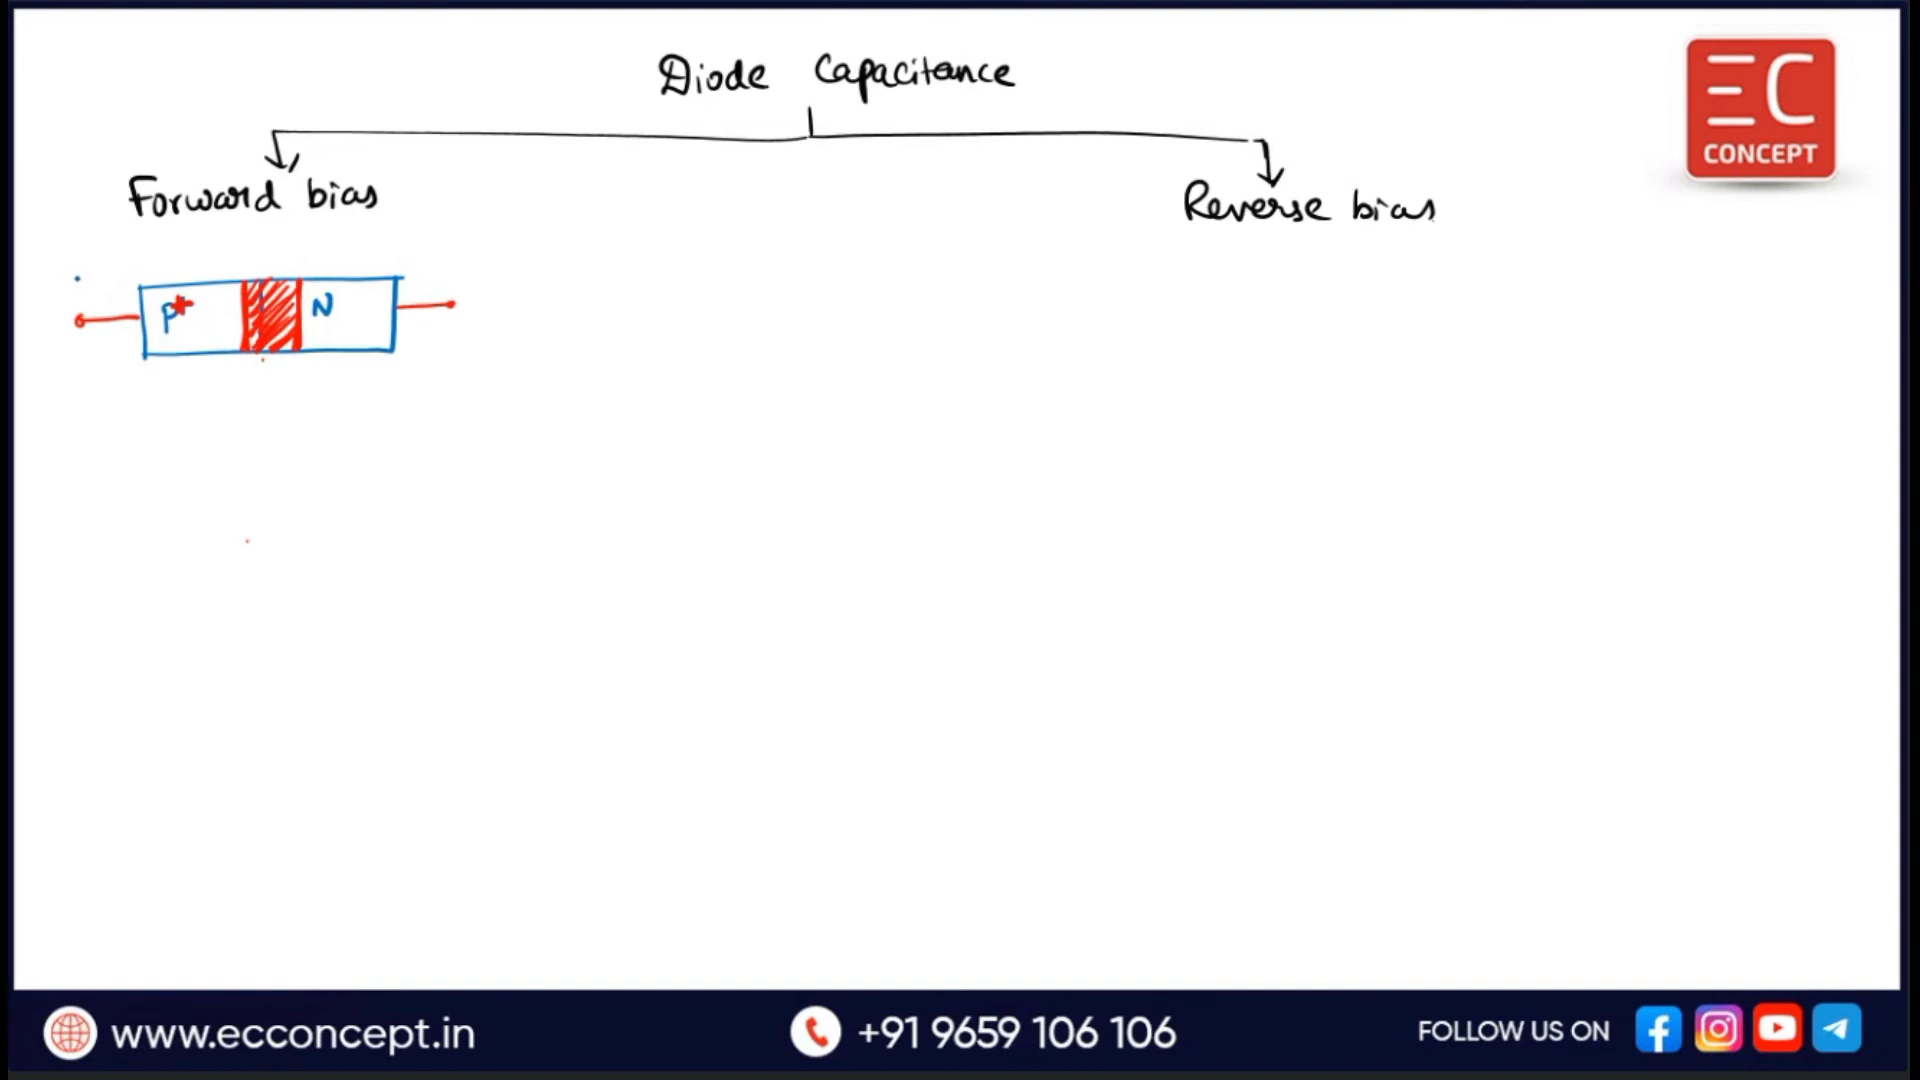 Diode Capacitance
EC
CONCEPT
Forward bias
Reverse bias
P+ N
www.ecconcept.in
+91 9659 106 106
FOLLOW US ON